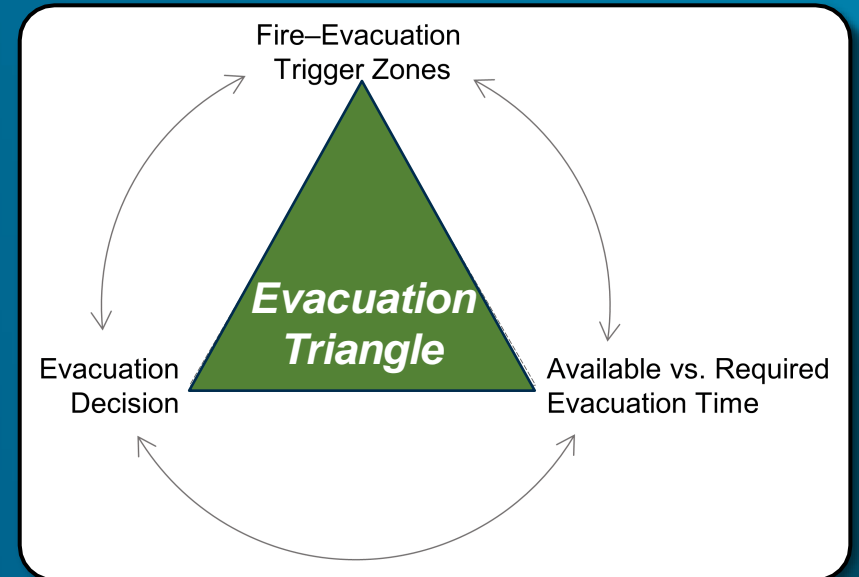 Fire–Evacuation
Trigger Zones
Evacuation
Triangle
Evacuation
Decision
Available vs. Required
Evacuation Time